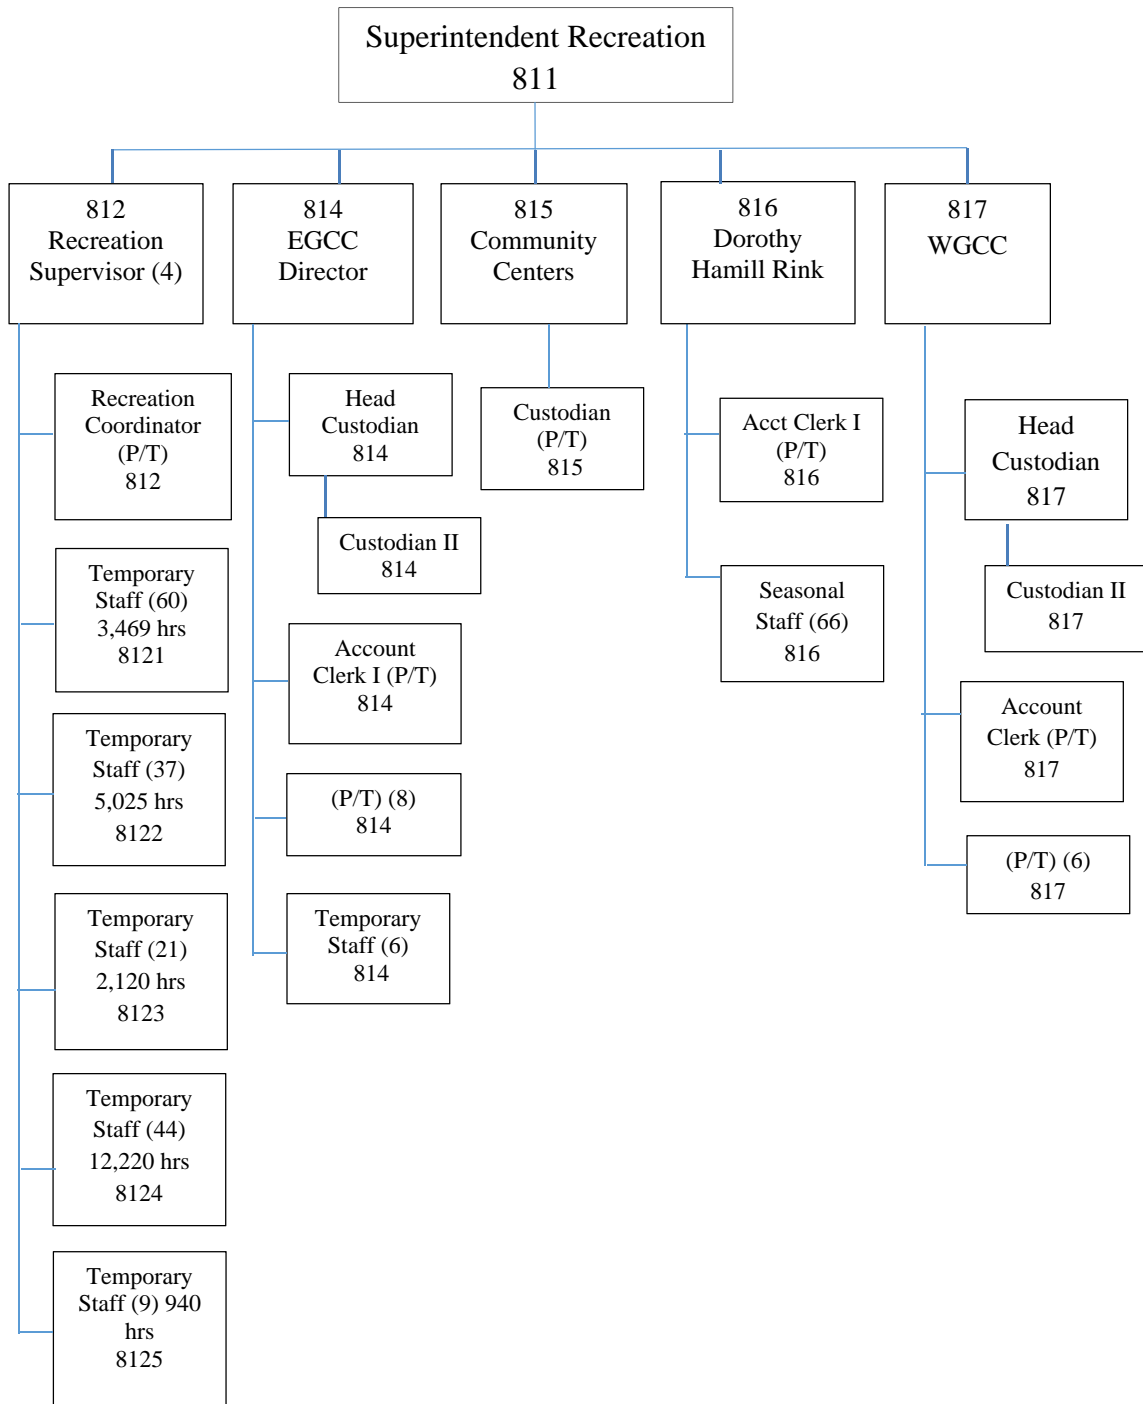 Superintendent Recreation
811
812
Recreation
Supervisor (4)
814
EGCC
Director
815
Community
Centers
816
Dorothy
Hamill Rink
817
WGCC
Recreation
Coordinator
(P/T)
812
Temporary
Staff (60)
3,469 hrs
8121
Temporary
Staff (37)
5,025 hrs
8122
Temporary
Staff (21)
2,120 hrs
8123
Temporary
Staff (44)
12,220 hrs
8124
Temporary
Staff (9) 940
hrs
8125
Head
Custodian
814
Custodian II
814
Account
Clerk I (P/T)
814
(P/T) (8)
814
Temporary
Staff (6)
814
Custodian
(P/T)
815
Acct Clerk I
(P/T)
816
Seasonal
Staff (66)
816
Head
Custodian
817
Custodian II
817
Account
Clerk (P/T)
817
(P/T) (6)
817